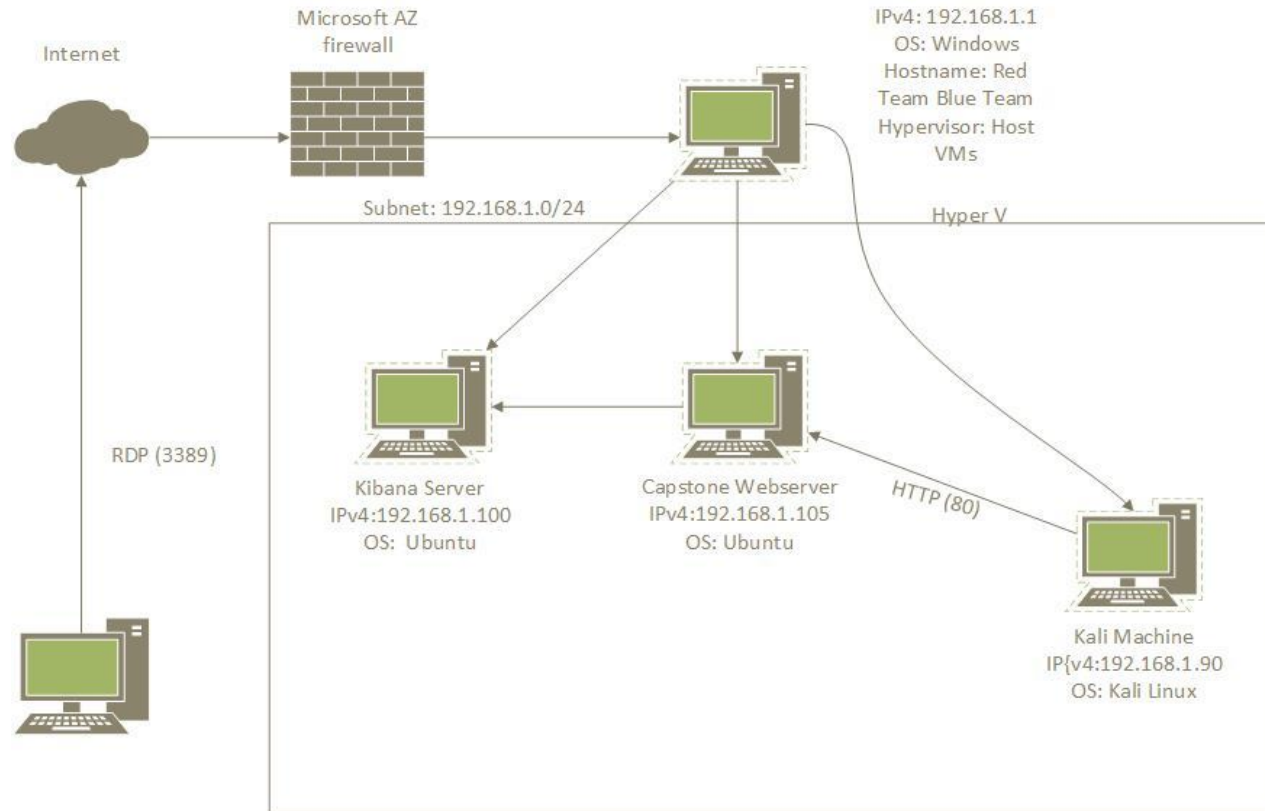 Internet
Microsoft AZ
firewall
IPv4: 192.168.1.1
OS: Windows
Hostname: Red
Team Blue Team
Hypervisor: Host
VMs
Subnet: 192.168.1.0/24
Hyper V
RDP (3389)
Kibana Server
IPv4:192.168.1.100
OS:  Ubuntu
Capstone Webserver
IPv4:192.168.1.105
OS: Ubuntu
HTTP (80)
Kali Machine
IP{v4:192.168.1.90
OS: Kali Linux